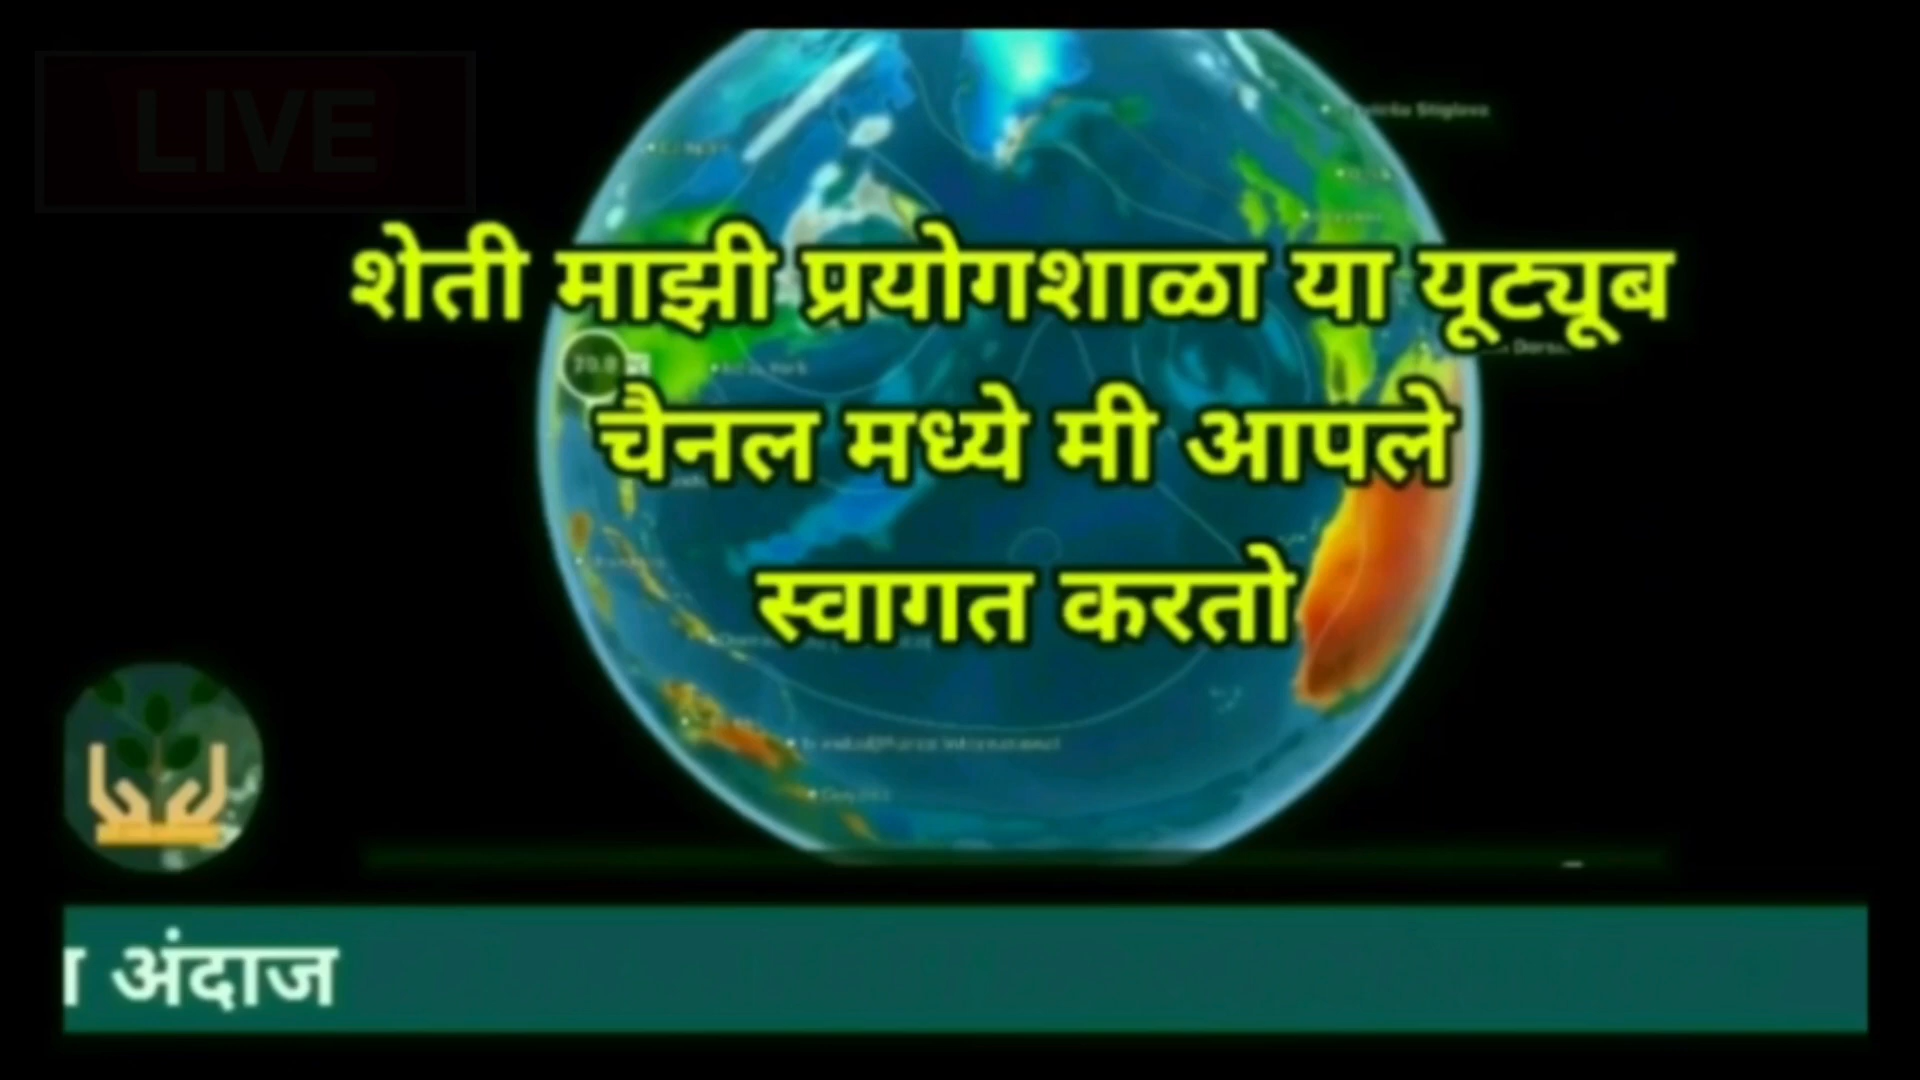 LIVE
शेती माझी प्रयोगशाळा या यूट्यूब
चैनल मध्ये मी आपले
स्वागत करतो
अंदाज